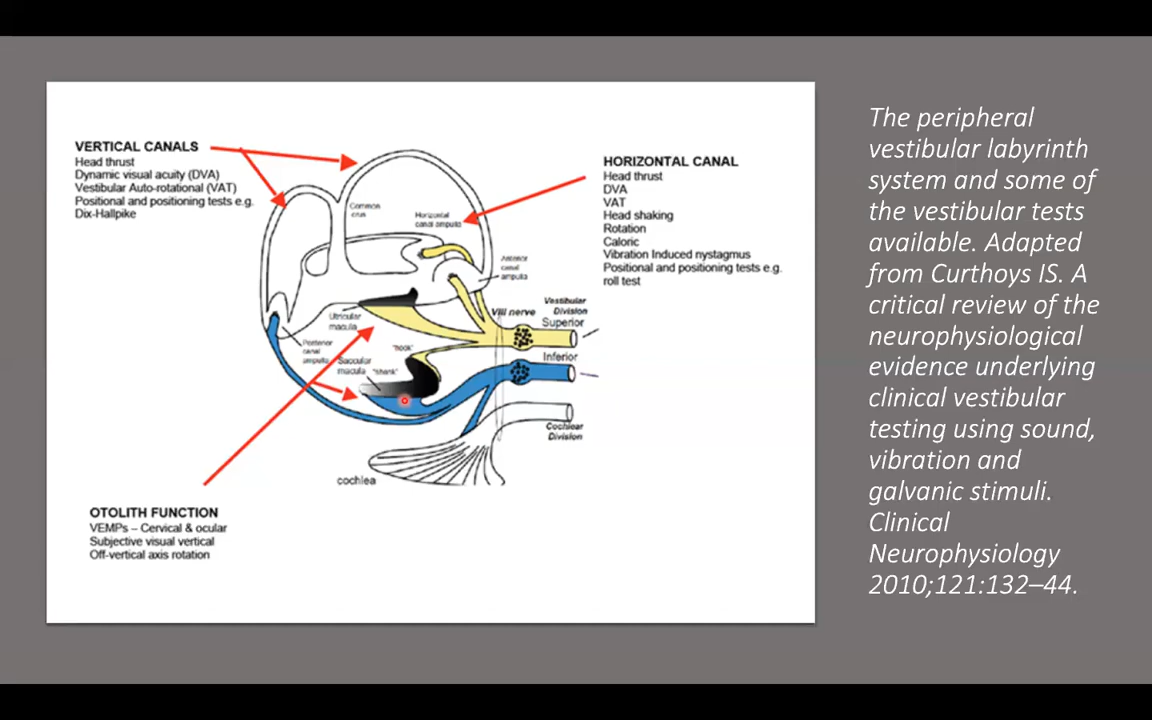 VERTICAL CANALS
Head thrust
Dynamic visual acuity (DVA)
Vestibular Auto-rotational (VAT)
Positional and positioning tests e.g.
Dix-Hallpike
HORIZONTAL CANAL
Head thrust
DVA
VAT
Head shaking
Rotation
Caloric
Vibration Induced nystagmus
Positional and positioning tests e.g.
roll test
Common
crus
Horizontal
canal ampulla
Anterior
canal
ampulla
Utricular
macula
VIII nerve
Vestibular
Division
Superior
Inferior
Posterior
canal
ampulla
"hook"
Saccular
macula
"shank"
Cochlear
Division
cochlea
OTOLITH FUNCTION
VEMPs – Cervical & ocular
Subjective visual vertical
Off-vertical axis rotation
The peripheral
vestibular labyrinth
system and some of
the vestibular tests
available. Adapted
from Curthoys IS. A
critical review of the
neurophysiological
evidence underlying
clinical vestibular
testing using sound,
vibration and
galvanic stimuli.
Clinical
Neurophysiology
2010;121:132–44.